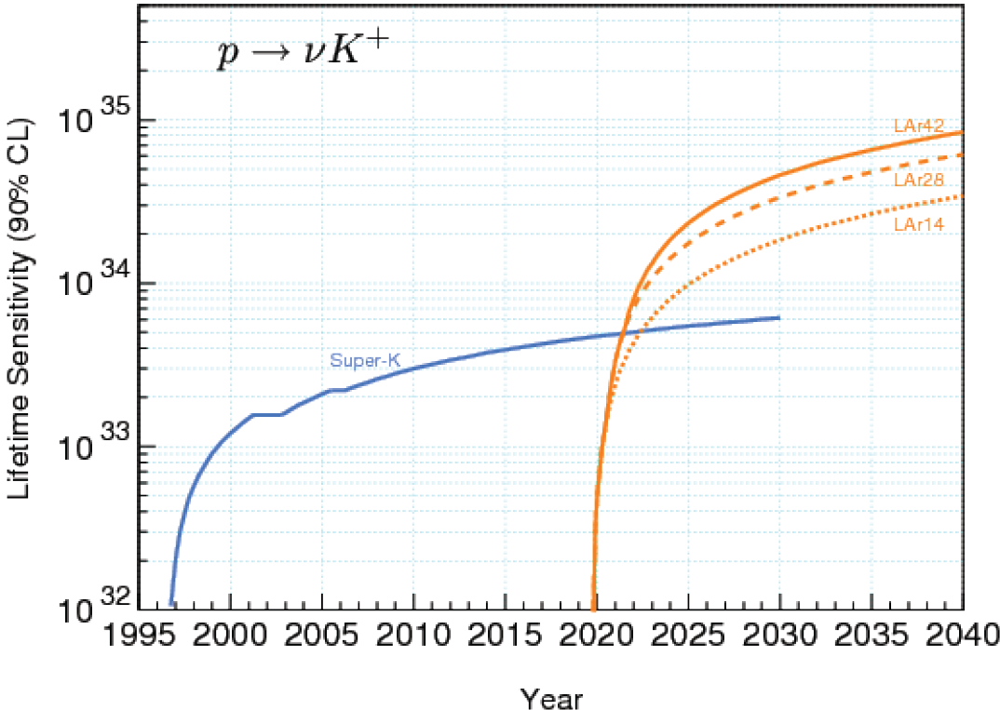 p → νK⁺
Lifetime Sensitivity (90% CL)
10 35
10 34
10 33
10 32
LAr42
LAr28
LAr14
Super-K
1995 2000 2005 2010 2015 2020 2025 2030 2035 2040
Year